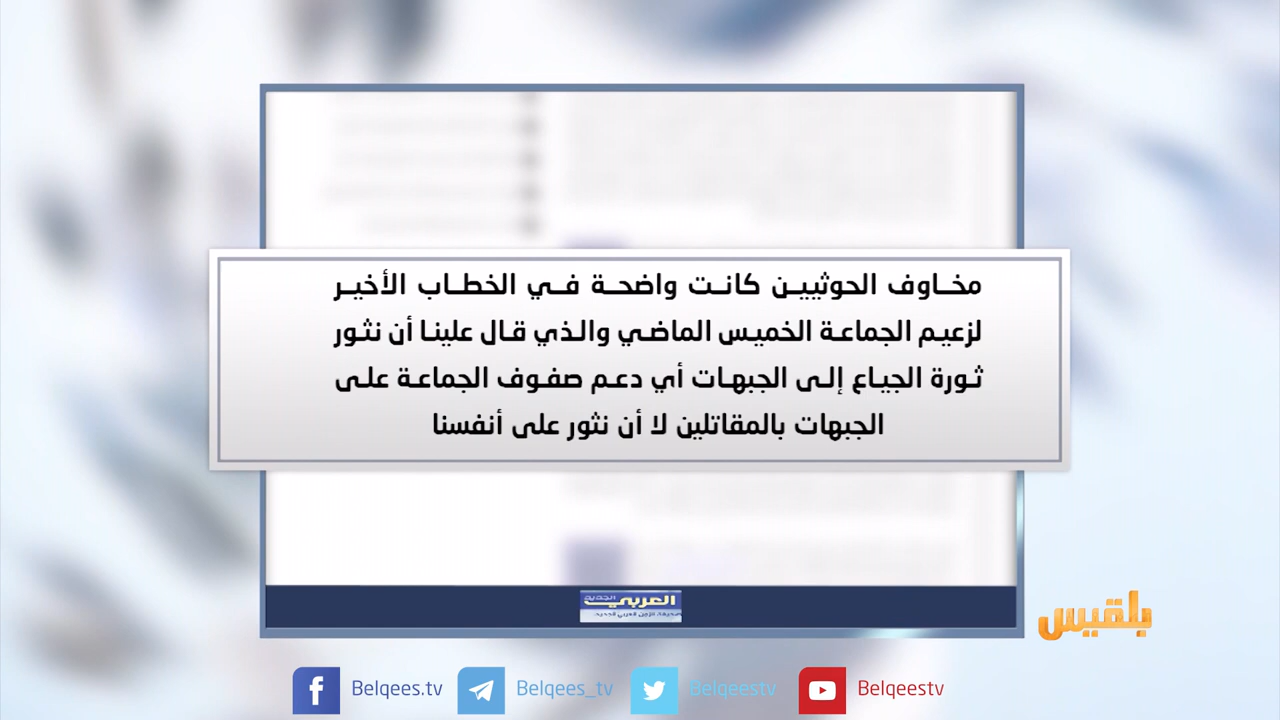 مخاوف الحوثيين كانت واضحة في الخطاب الأخير
لزعيم الجماعة الخميس الماضي والذي قال علينا أن نثور
ثورة الجياع إلى الجبهات أي دعم صفوف الجماعة على
الجبهات بالمقاتلين لا أن نثور على أنفسنا
العربي الجديد
بلقيس
Belqees.tv
Belqees_tv
Belqeestv
Belqeestv